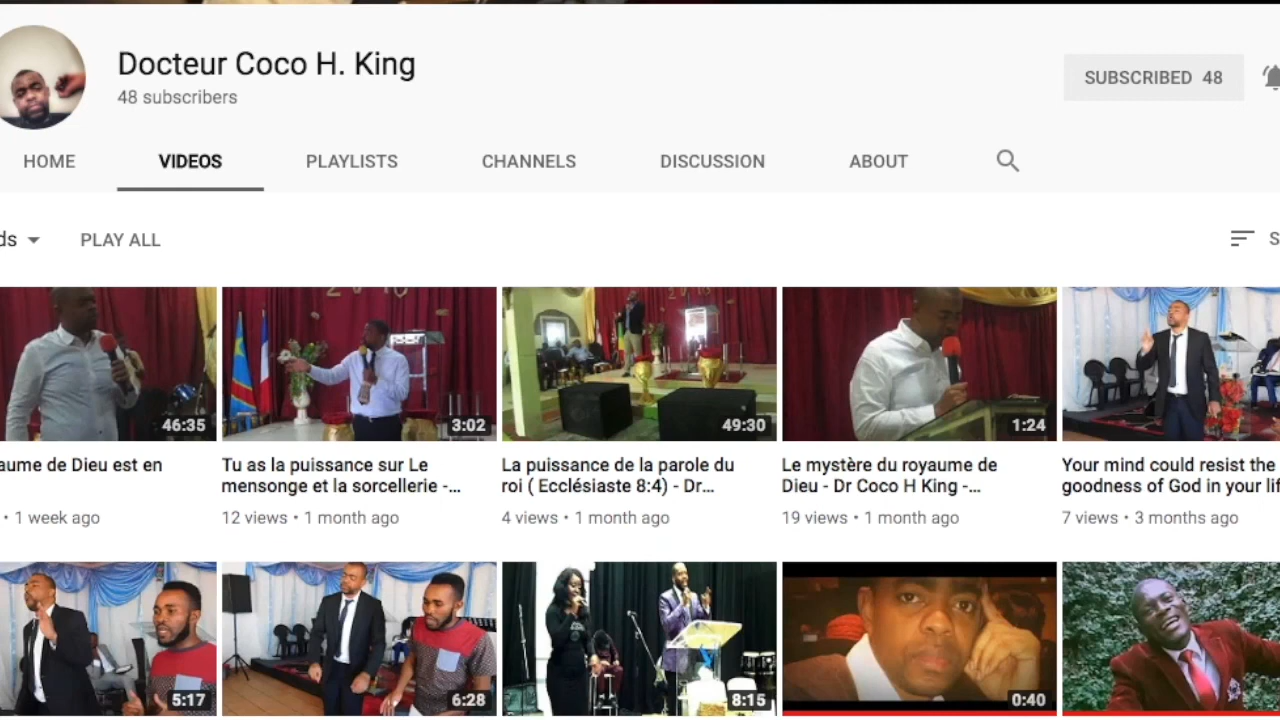 Docteur Coco H. King
48 subscribers
SUBSCRIBED 48
HOME VIDEOS PLAYLISTS CHANNELS DISCUSSION ABOUT
PLAY ALL
46:35
3:02
49:30
1:24
de Dieu est en
1 week ago
Tu as la puissance sur Le
mensonge et la sorcellerie -...
12 views • 1 month ago
La puissance de la parole du
roi ( Ecclésiaste 8:4) - Dr...
4 views • 1 month ago
Le mystère du royaume de
Dieu - Dr Coco H King -...
19 views • 1 month ago
Your mind could resist the
goodness of God in your
7 views • 3 months ago
5:17
6:28
8:15
0:40